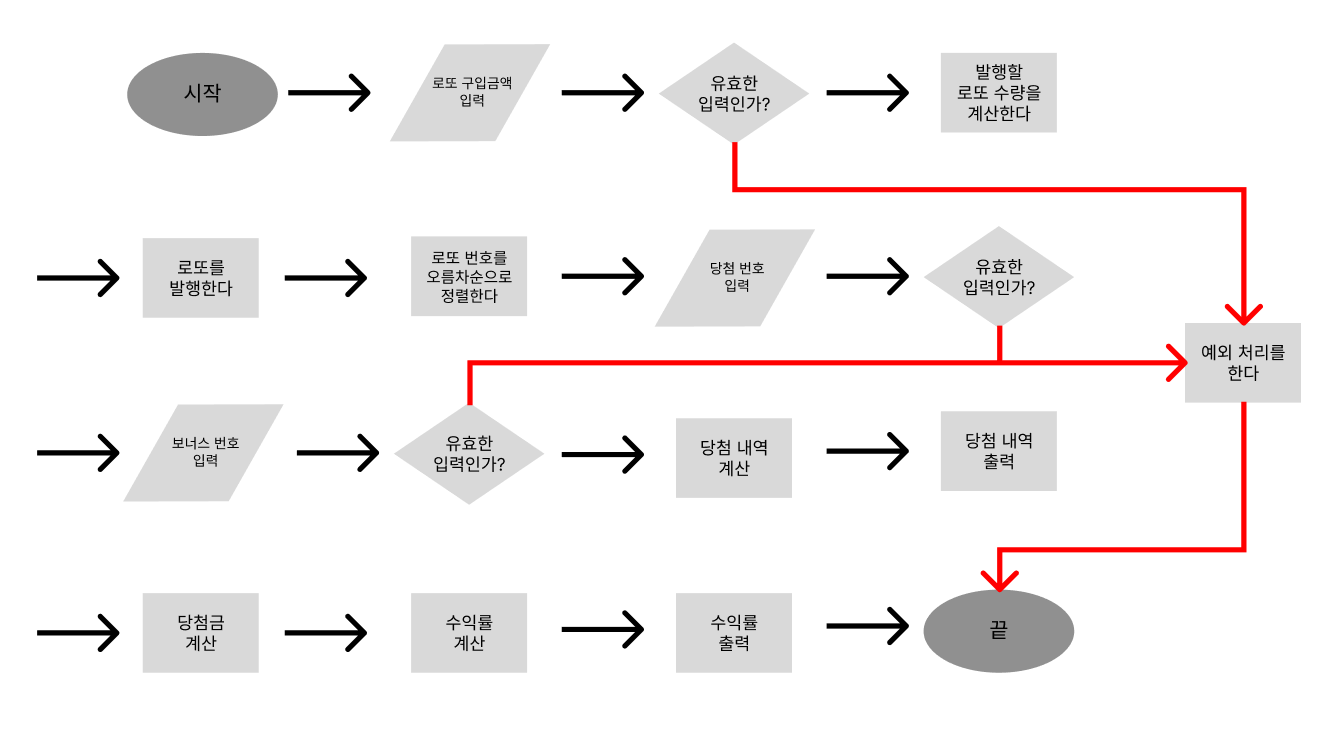 시작
로또 구입금액
입력
유효한
입력인가?
발행할
로또 수량을
계산한다
로또를
발행한다
로또 번호를
오름차순으로
정렬한다
당첨 번호
입력
유효한
입력인가?
예외 처리를
한다
보너스 번호
입력
유효한
입력인가?
당첨 내역
계산
당첨 내역
출력
당첨금
계산
수익률
계산
수익률
출력
끝